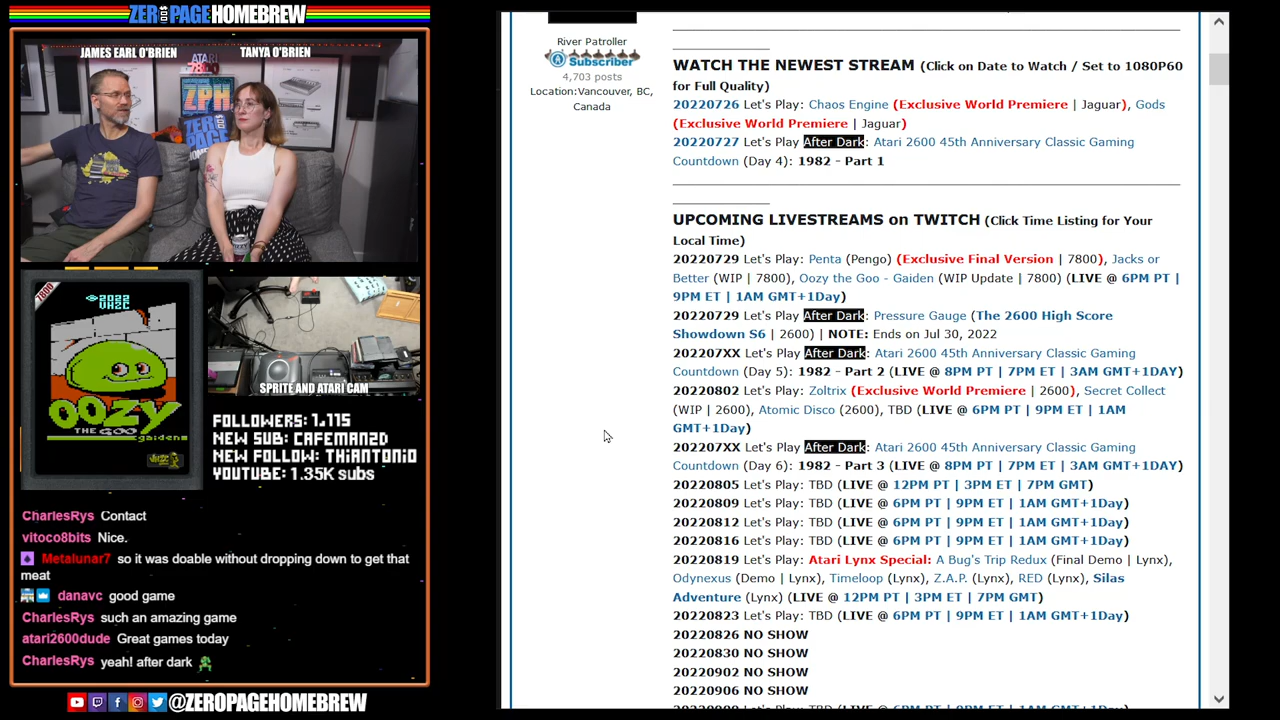 ZEROPAGE HOMEBREW
JAMES EARL O'BRIEN
TANYA O'BRIEN
ATARI
7800
ZPH
ZERO
PAGE
7800
©2022
VHZC
OOZY
THE GOO
gaiden
SPRITE AND ATARI CAM
FOLLOWERS: 1,115
NEW SUB: CAFEMAN2D
NEW FOLLOW: THIANTONIO
YOUTUBE: 1.35K subs
CharlesRys Contact
vitoco8bits Nice.
Metalunar7 so it was doable without dropping down to get that
meat
danavc good game
CharlesRys such an amazing game
atari2600dude Great games today
CharlesRys yeah! after dark
@ZEROPAGEHOMEBREW
River Patroller
Subscriber
4,703 posts
Location:Vancouver, BC,
Canada
WATCH THE NEWEST STREAM (Click on Date to Watch / Set to 1080P60
for Full Quality)
20220726 Let's Play: Chaos Engine (Exclusive World Premiere | Jaguar), Gods
(Exclusive World Premiere | Jaguar)
20220727 Let's Play After Dark: Atari 2600 45th Anniversary Classic Gaming
Countdown (Day 4): 1982 - Part 1
UPCOMING LIVESTREAMS on TWITCH (Click Time Listing for Your
Local Time)
20220729 Let's Play: Penta (Pengo) (Exclusive Final Version | 7800), Jacks or
Better (WIP | 7800), Oozy the Goo - Gaiden (WIP Update | 7800) (LIVE @ 6PM PT |
9PM ET | 1AM GMT+1Day)
20220729 Let's Play After Dark: Pressure Gauge (The 2600 High Score
Showdown S6 | 2600) | NOTE: Ends on Jul 30, 2022
202207XX Let's Play After Dark: Atari 2600 45th Anniversary Classic Gaming
Countdown (Day 5): 1982 - Part 2 (LIVE @ 8PM PT | 7PM ET | 3AM GMT+1DAY)
20220802 Let's Play: Zoltrix (Exclusive World Premiere | 2600), Secret Collect
(WIP | 2600), Atomic Disco (2600), TBD (LIVE @ 6PM PT | 9PM ET | 1AM
GMT+1Day)
202207XX Let's Play After Dark: Atari 2600 45th Anniversary Classic Gaming
Countdown (Day 6): 1982 - Part 3 (LIVE @ 8PM PT | 7PM ET | 3AM GMT+1DAY)
20220805 Let's Play: TBD (LIVE @ 12PM PT | 3PM ET | 7PM GMT)
20220809 Let's Play: TBD (LIVE @ 6PM PT | 9PM ET | 1AM GMT+1Day)
20220812 Let's Play: TBD (LIVE @ 6PM PT | 9PM ET | 1AM GMT+1Day)
20220816 Let's Play: TBD (LIVE @ 6PM PT | 9PM ET | 1AM GMT+1Day)
20220819 Let's Play: Atari Lynx Special: A Bug's Trip Redux (Final Demo | Lynx),
Odynexus (Demo | Lynx), Timeloop (Lynx), Z.A.P. (Lynx), RED (Lynx), Silas
Adventure (Lynx) (LIVE @ 12PM PT | 3PM ET | 7PM GMT)
20220823 Let's Play: TBD (LIVE @ 6PM PT | 9PM ET | 1AM GMT+1Day)
20220826 NO SHOW
20220830 NO SHOW
20220902 NO SHOW
20220906 NO SHOW